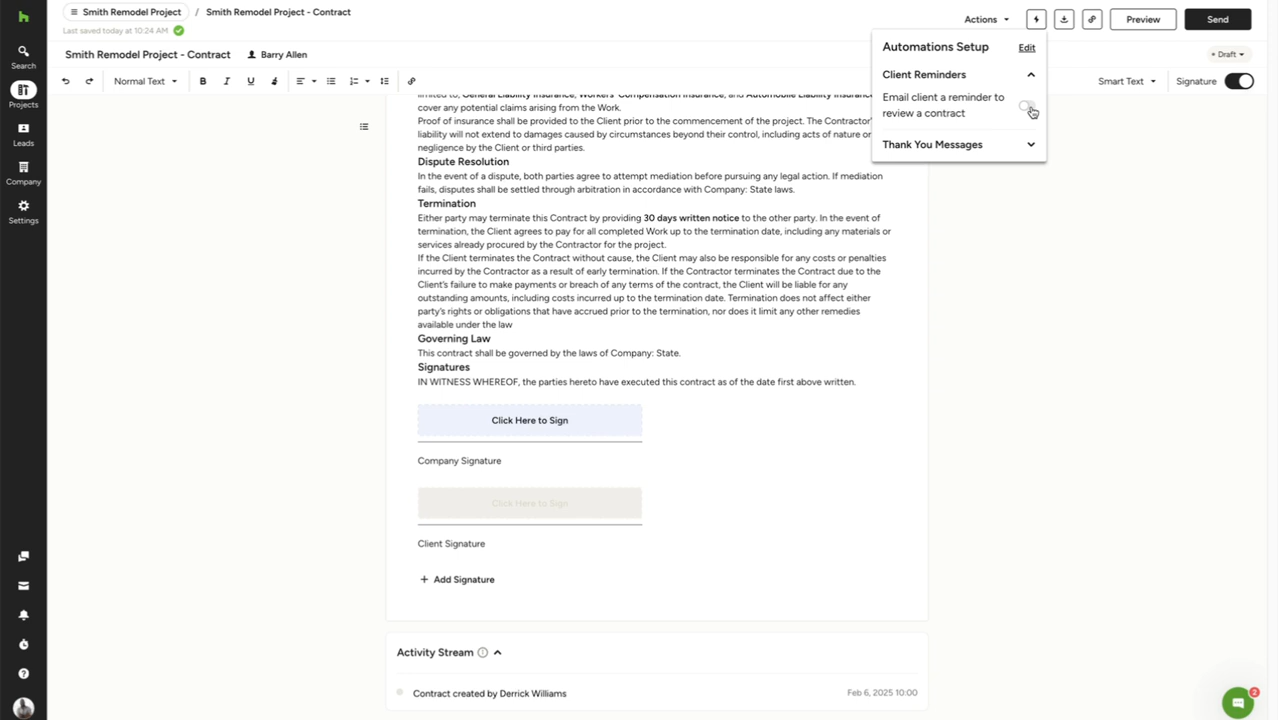 Smith Remodel Project / Smith Remodel Project - Contract
Last saved today at 10:24 AM
Actions
Preview
Send
Smith Remodel Project - Contract Barry Allen
Draft
Normal Text B I U
Smart Text Signature
Search
Projects
Leads
Company
Settings
Automations Setup Edit
Client Reminders
Email client a reminder to
review a contract
Thank You Messages
limited to, General Liability Insurance, Workers' Compensation Insurance, and Automobile Liability Insurance
cover any potential claims arising from the Work.
Proof of insurance shall be provided to the Client prior to the commencement of the project. The Contractor'
liability will not extend to damages caused by circumstances beyond their control, including acts of nature or
negligence by the Client or third parties.
Dispute Resolution
In the event of a dispute, both parties agree to attempt mediation before pursuing any legal action. If mediation
fails, disputes shall be settled through arbitration in accordance with Company: State laws.
Termination
Either party may terminate this Contract by providing 30 days written notice to the other party. In the event of
termination, the Client agrees to pay for all completed Work up to the termination date, including any materials or
services already procured by the Contractor for the project.
If the Client terminates the Contract without cause, the Client may also be responsible for any costs or penalties
incurred by the Contractor as a result of early termination. If the Contractor terminates the Contract due to the
Client's failure to make payments or breach of any terms of the contract, the Client will be liable for any
outstanding amounts, including costs incurred up to the termination date. Termination does not affect either
party's rights or obligations that have accrued prior to the termination, nor does it limit any other remedies
available under the law
Governing Law
This contract shall be governed by the laws of Company: State.
Signatures
IN WITNESS WHEREOF, the parties hereto have executed this contract as of the date first above written.
Click Here to Sign
Company Signature
Click Here to Sign
Client Signature
+ Add Signature
Activity Stream
Contract created by Derrick Williams Feb 6, 2025 10:00
2